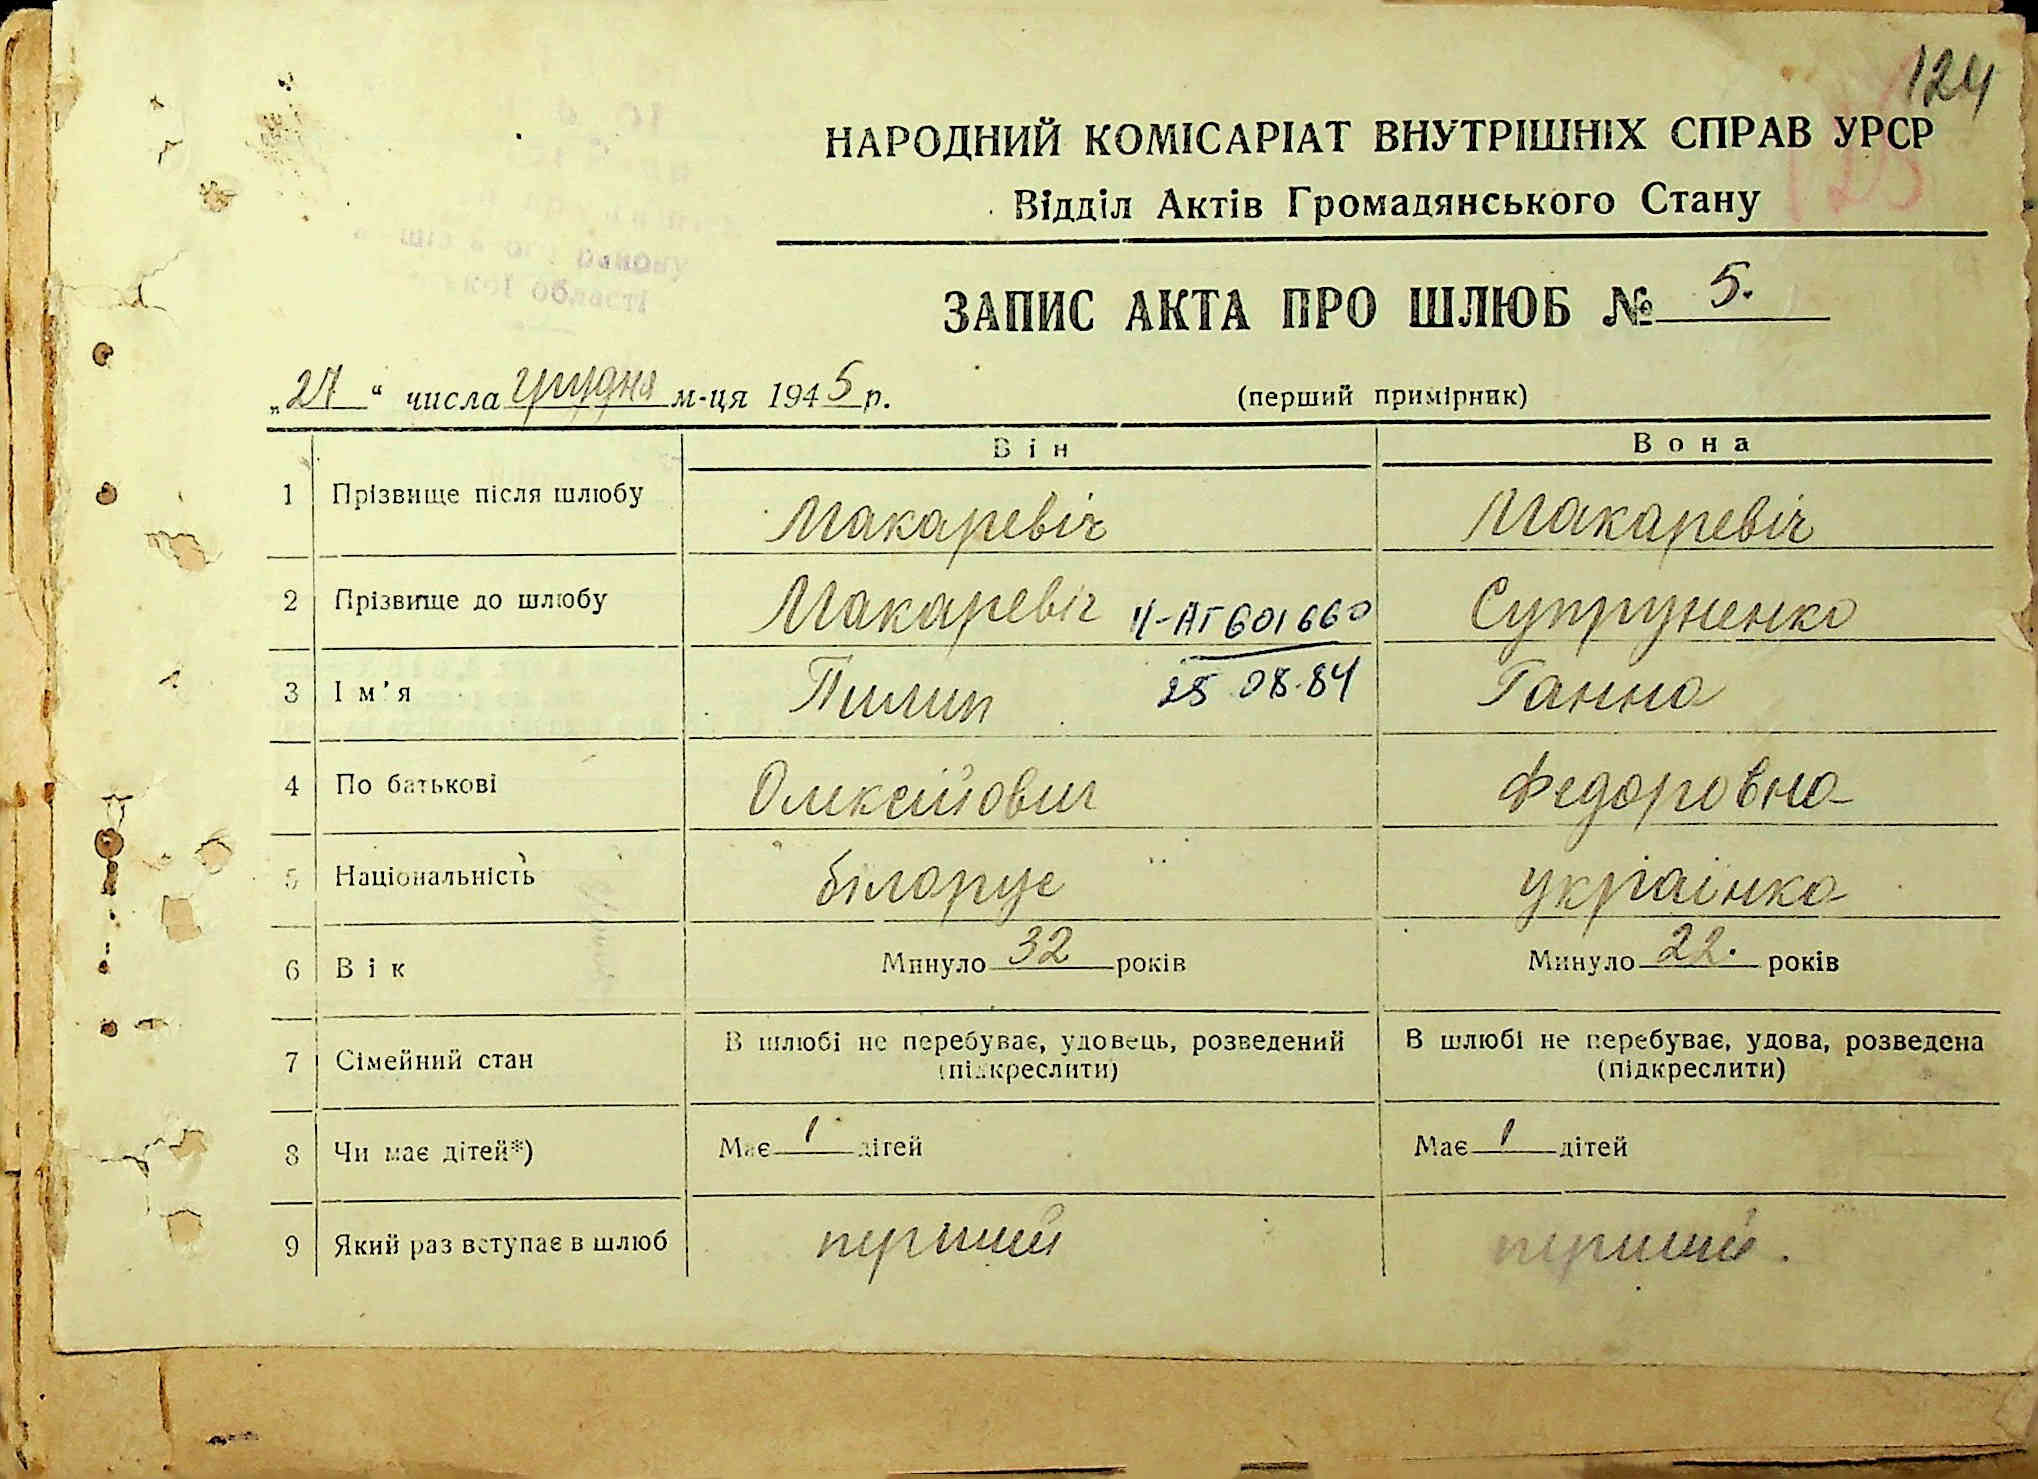 124
НАРОДНИЙ КОМІСАРІАТ ВНУТРІШНІХ СПРАВ УРСР
Відділ Актів Громадянського Стану
ЗАПИС АКТА ПРО ШЛЮБ № 5.
„27“ числа грудня м-ця 1945 р. (перший примірник)
Він Вона
1 Прізвище після шлюбу Макаревіч Макаревіч
2 Прізвище до шлюбу Макаревіч ІІ-АГ601660 Супруненко
3 Ім’я Пилип 25 08.84 Ганна
4 По батькові Олексійович Федоровна
5 Національність білорус українка
6 Вік Минуло 32 років Минуло 22. років
7 Сімейний стан В шлюбі не перебуває, удовець, розведений (підкреслити) В шлюбі не перебуває, удова, розведена (підкреслити)
8 Чи має дітей*) Має 1 дітей Має 1 дітей
9 Який раз вступає в шлюб перший перший.